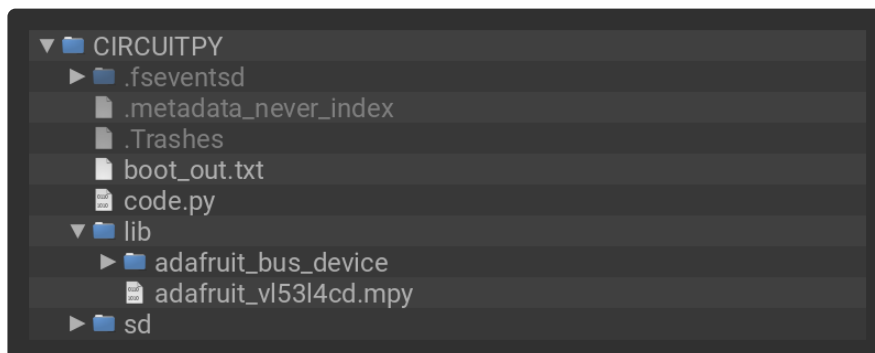 CIRCUITPY
.fseventsd
.metadata_never_index
.Trashes
boot_out.txt
code.py
lib
adafruit_bus_device
adafruit_vl53l4cd.mpy
sd